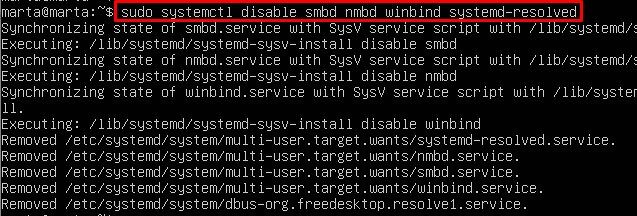 marta@marta:~$ sudo systemctl disable smbd nmbd winbind systemd-resolved
Synchronizing state of smbd.service with SysV service script with /lib/systemd/
Executing: /lib/systemd/systemd-sysv-install disable smbd
Synchronizing state of nmbd.service with SysV service script with /lib/systemd/
Executing: /lib/systemd/systemd-sysv-install disable nmbd
Synchronizing state of winbind.service with SysV service script with /lib/syste
ll.
Executing: /lib/systemd/systemd-sysv-install disable winbind
Removed /etc/systemd/system/multi-user.target.wants/systemd-resolved.service.
Removed /etc/systemd/system/multi-user.target.wants/nmbd.service.
Removed /etc/systemd/system/multi-user.target.wants/smbd.service.
Removed /etc/systemd/system/multi-user.target.wants/winbind.service.
Removed /etc/systemd/system/dbus-org.freedesktop.resolve1.service.